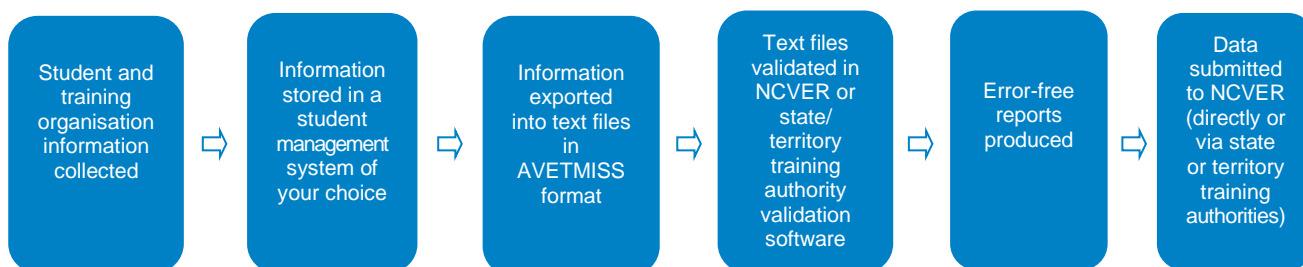 Student and
training
organisation
information
collected
Information
stored in a
student
management
system of
your choice
Information
exported
into text files
in
AVETMISS
format
Text files
validated in
NCVER or
state/
territory
training
authority
validation
software
Error-free
reports
produced
Data
submitted
to NCVER
(directly or
via state
or territory
training
authorities)